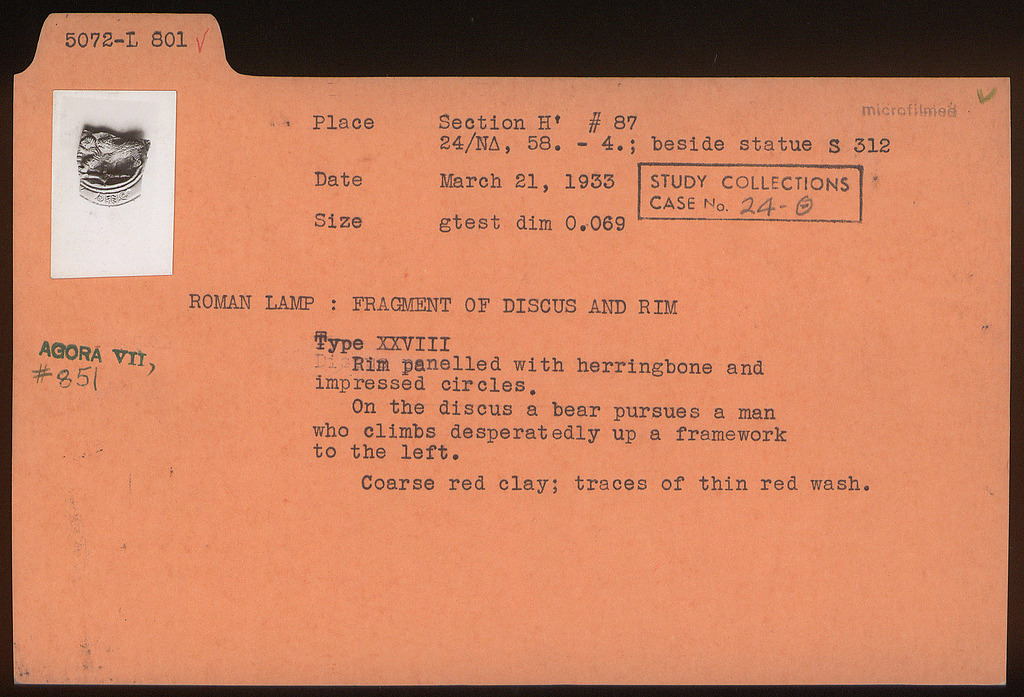 5072-L 801 √
microfilmed
Place Section H' # 87
24/ΝΔ, 58. - 4.; beside statue S 312
Date March 21, 1933
STUDY COLLECTIONS
CASE No. 24-Θ
Size gtest dim 0.069
ROMAN LAMP : FRAGMENT OF DISCUS AND RIM
AGORA VII,
#851
Type XXVIII
Rim panelled with herringbone and
impressed circles.
On the discus a bear pursues a man
who climbs desperatedly up a framework
to the left.
Coarse red clay; traces of thin red wash.